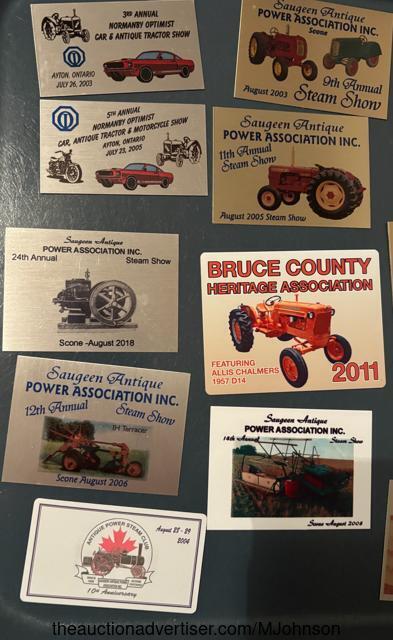 3RD ANNUAL
NORMANBY OPTIMIST
CAR & ANTIQUE TRACTOR SHOW
AYTON, ONTARIO
JULY 26, 2003
Saugeen Antique
POWER ASSOCIATION INC.
Scone
9th Annual
August 2003 Steam Show
5TH ANNUAL
NORMANBY OPTIMIST
CAR, ANTIQUE TRACTOR & MOTORCYCLE SHOW
AYTON, ONTARIO
JULY 23, 2005
Saugeen Antique
POWER ASSOCIATION INC.
11th Annual
Steam Show
August 2005 Steam Show
Saugeen Antique
POWER ASSOCIATION INC.
24th Annual Steam Show
Scone - August 2018
BRUCE COUNTY
HERITAGE ASSOCIATION
FEATURING
ALLIS CHALMERS
1957 D14
2011
Saugeen Antique
POWER ASSOCIATION INC.
12th Annual Steam Show
IH Terracer
Scone August 2006
Saugeen Antique
POWER ASSOCIATION INC.
Annual Steam Show
Scone August 2008
August 28 - 29
2004
ANTIQUE POWER STEAM CLUB
10th Anniversary
theauctionadvertiser.com/MJohnson